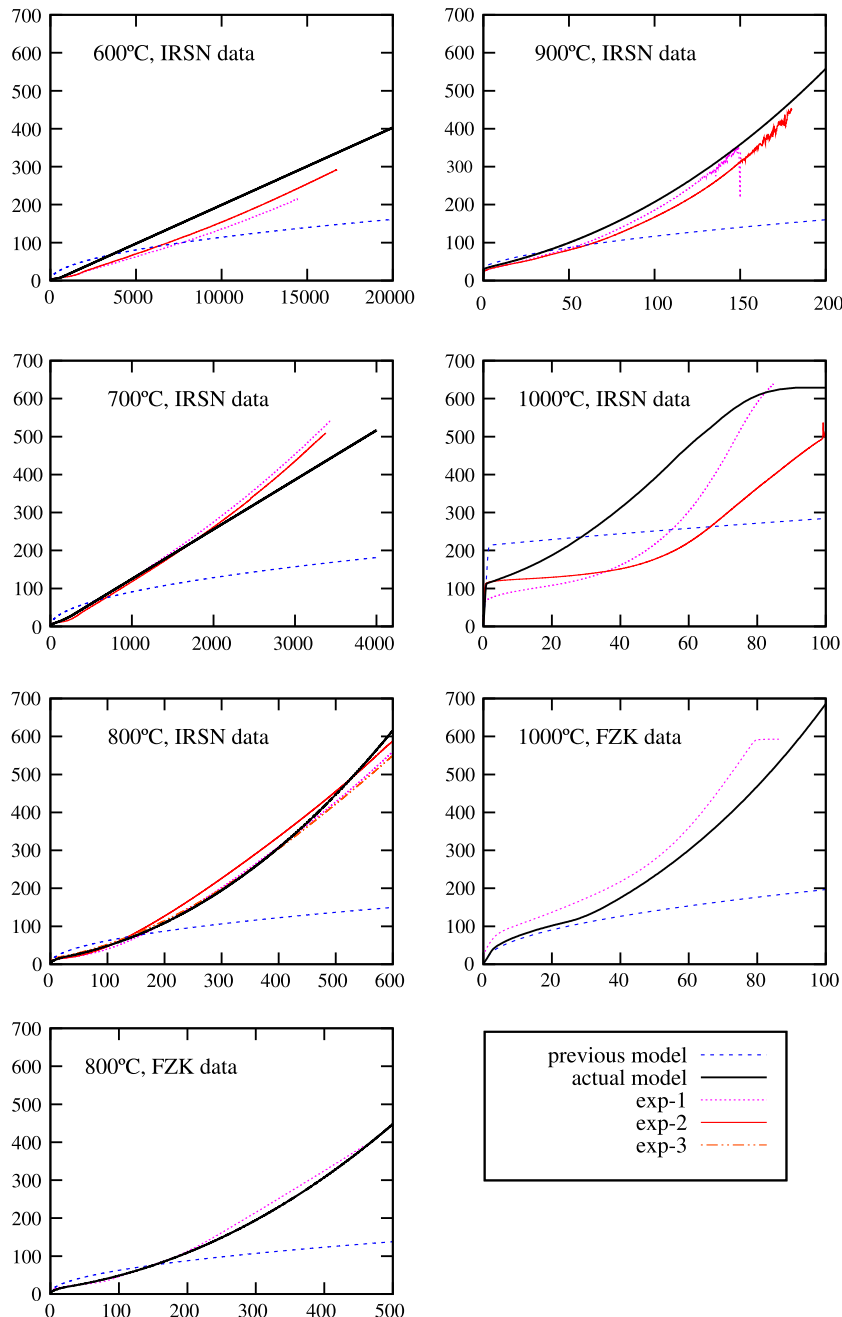 700
600
500
400
300
200
100
0
600ºC, IRSN data
0 5000 10000 15000 20000
700
600
500
400
300
200
100
0
900ºC, IRSN data
0 50 100 150 200
700
600
500
400
300
200
100
0
700ºC, IRSN data
0 1000 2000 3000 4000
700
600
500
400
300
200
100
0
1000ºC, IRSN data
0 20 40 60 80 100
700
600
500
400
300
200
100
0
800ºC, IRSN data
0 100 200 300 400 500 600
700
600
500
400
300
200
100
0
1000ºC, FZK data
0 20 40 60 80 100
700
600
500
400
300
200
100
0
800ºC, FZK data
0 100 200 300 400 500
previous model
actual model
exp-1
exp-2
exp-3